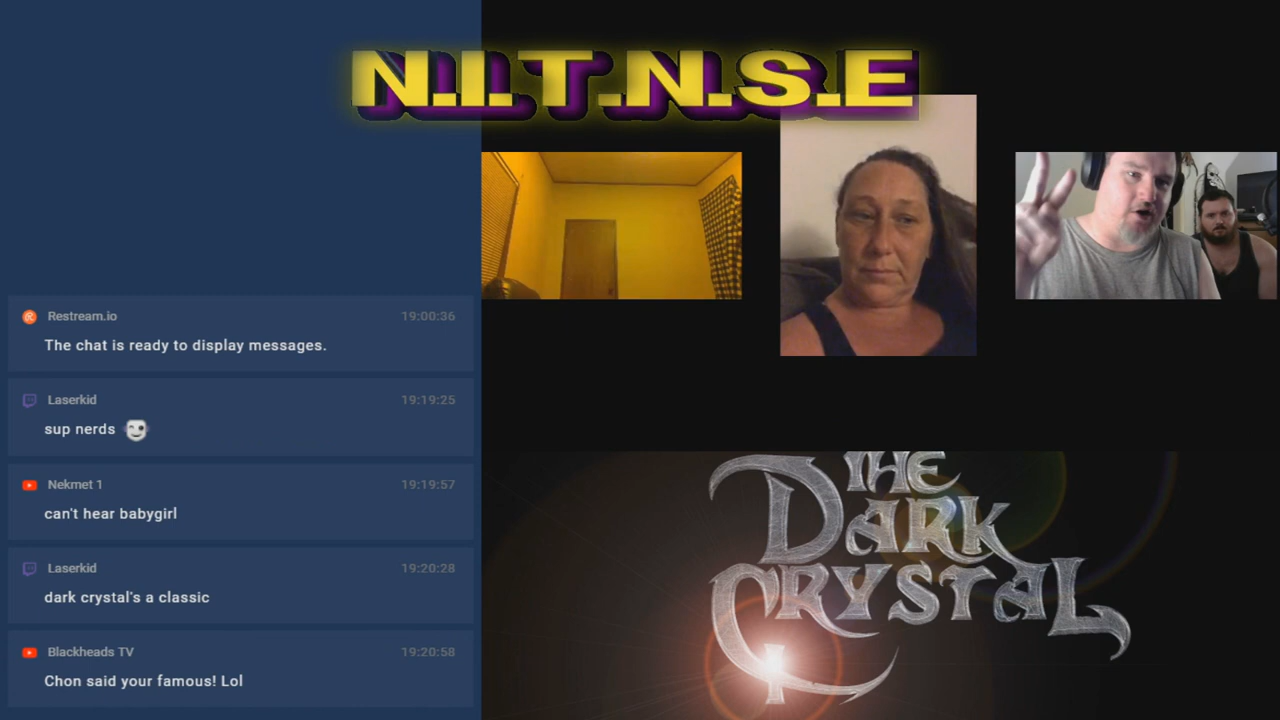 N.I.T.N.S.E
Restream.io 19:00:36
The chat is ready to display messages.
Laserkid 19:19:25
sup nerds
Nekmet 1 19:19:57
can't hear babygirl
Laserkid 19:20:28
dark crystal's a classic
Blackheads TV 19:20:58
Chon said your famous! Lol
THE
DARK
CRYSTAL